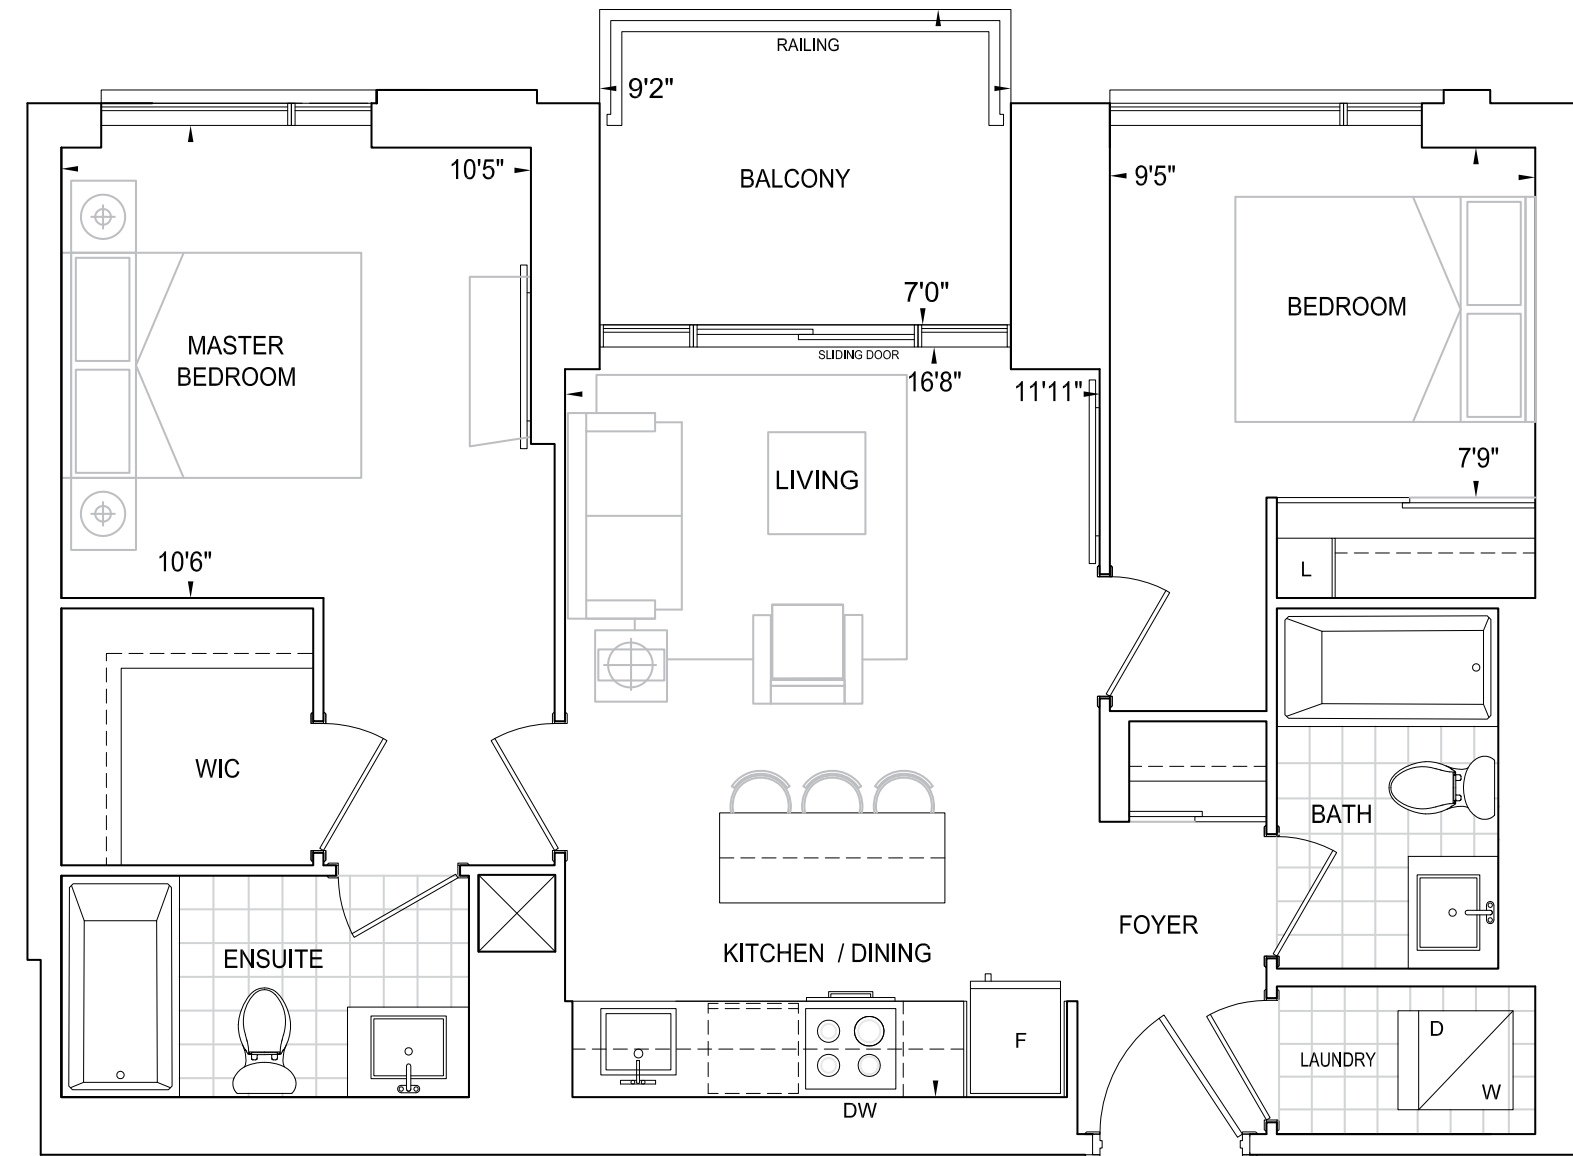 RAILING
9'2"
BALCONY
10'5"
9'5"
7'0"
SLIDING DOOR
BEDROOM
MASTER
BEDROOM
16'8"
11'11"
LIVING
7'9"
10'6"
L
WIC
BATH
ENSUITE
KITCHEN / DINING
FOYER
F
D
LAUNDRY
W
DW